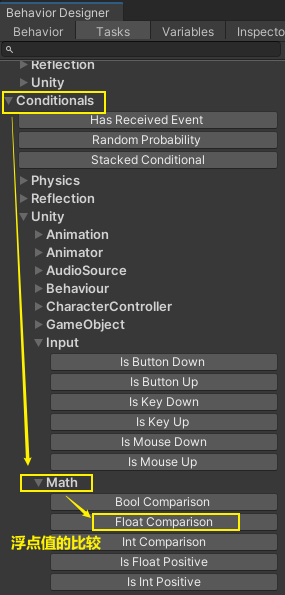 Behavior Designer
Behavior Tasks Variables Inspecto
Reflection
Unity
Conditionals
Has Received Event
Random Probability
Stacked Conditional
Physics
Reflection
Unity
Animation
Animator
AudioSource
Behaviour
CharacterController
GameObject
Input
Is Button Down
Is Button Up
Is Key Down
Is Key Up
Is Mouse Down
Is Mouse Up
Math
Bool Comparison
Float Comparison
浮点值的比较 Int Comparison
Is Float Positive
Is Int Positive